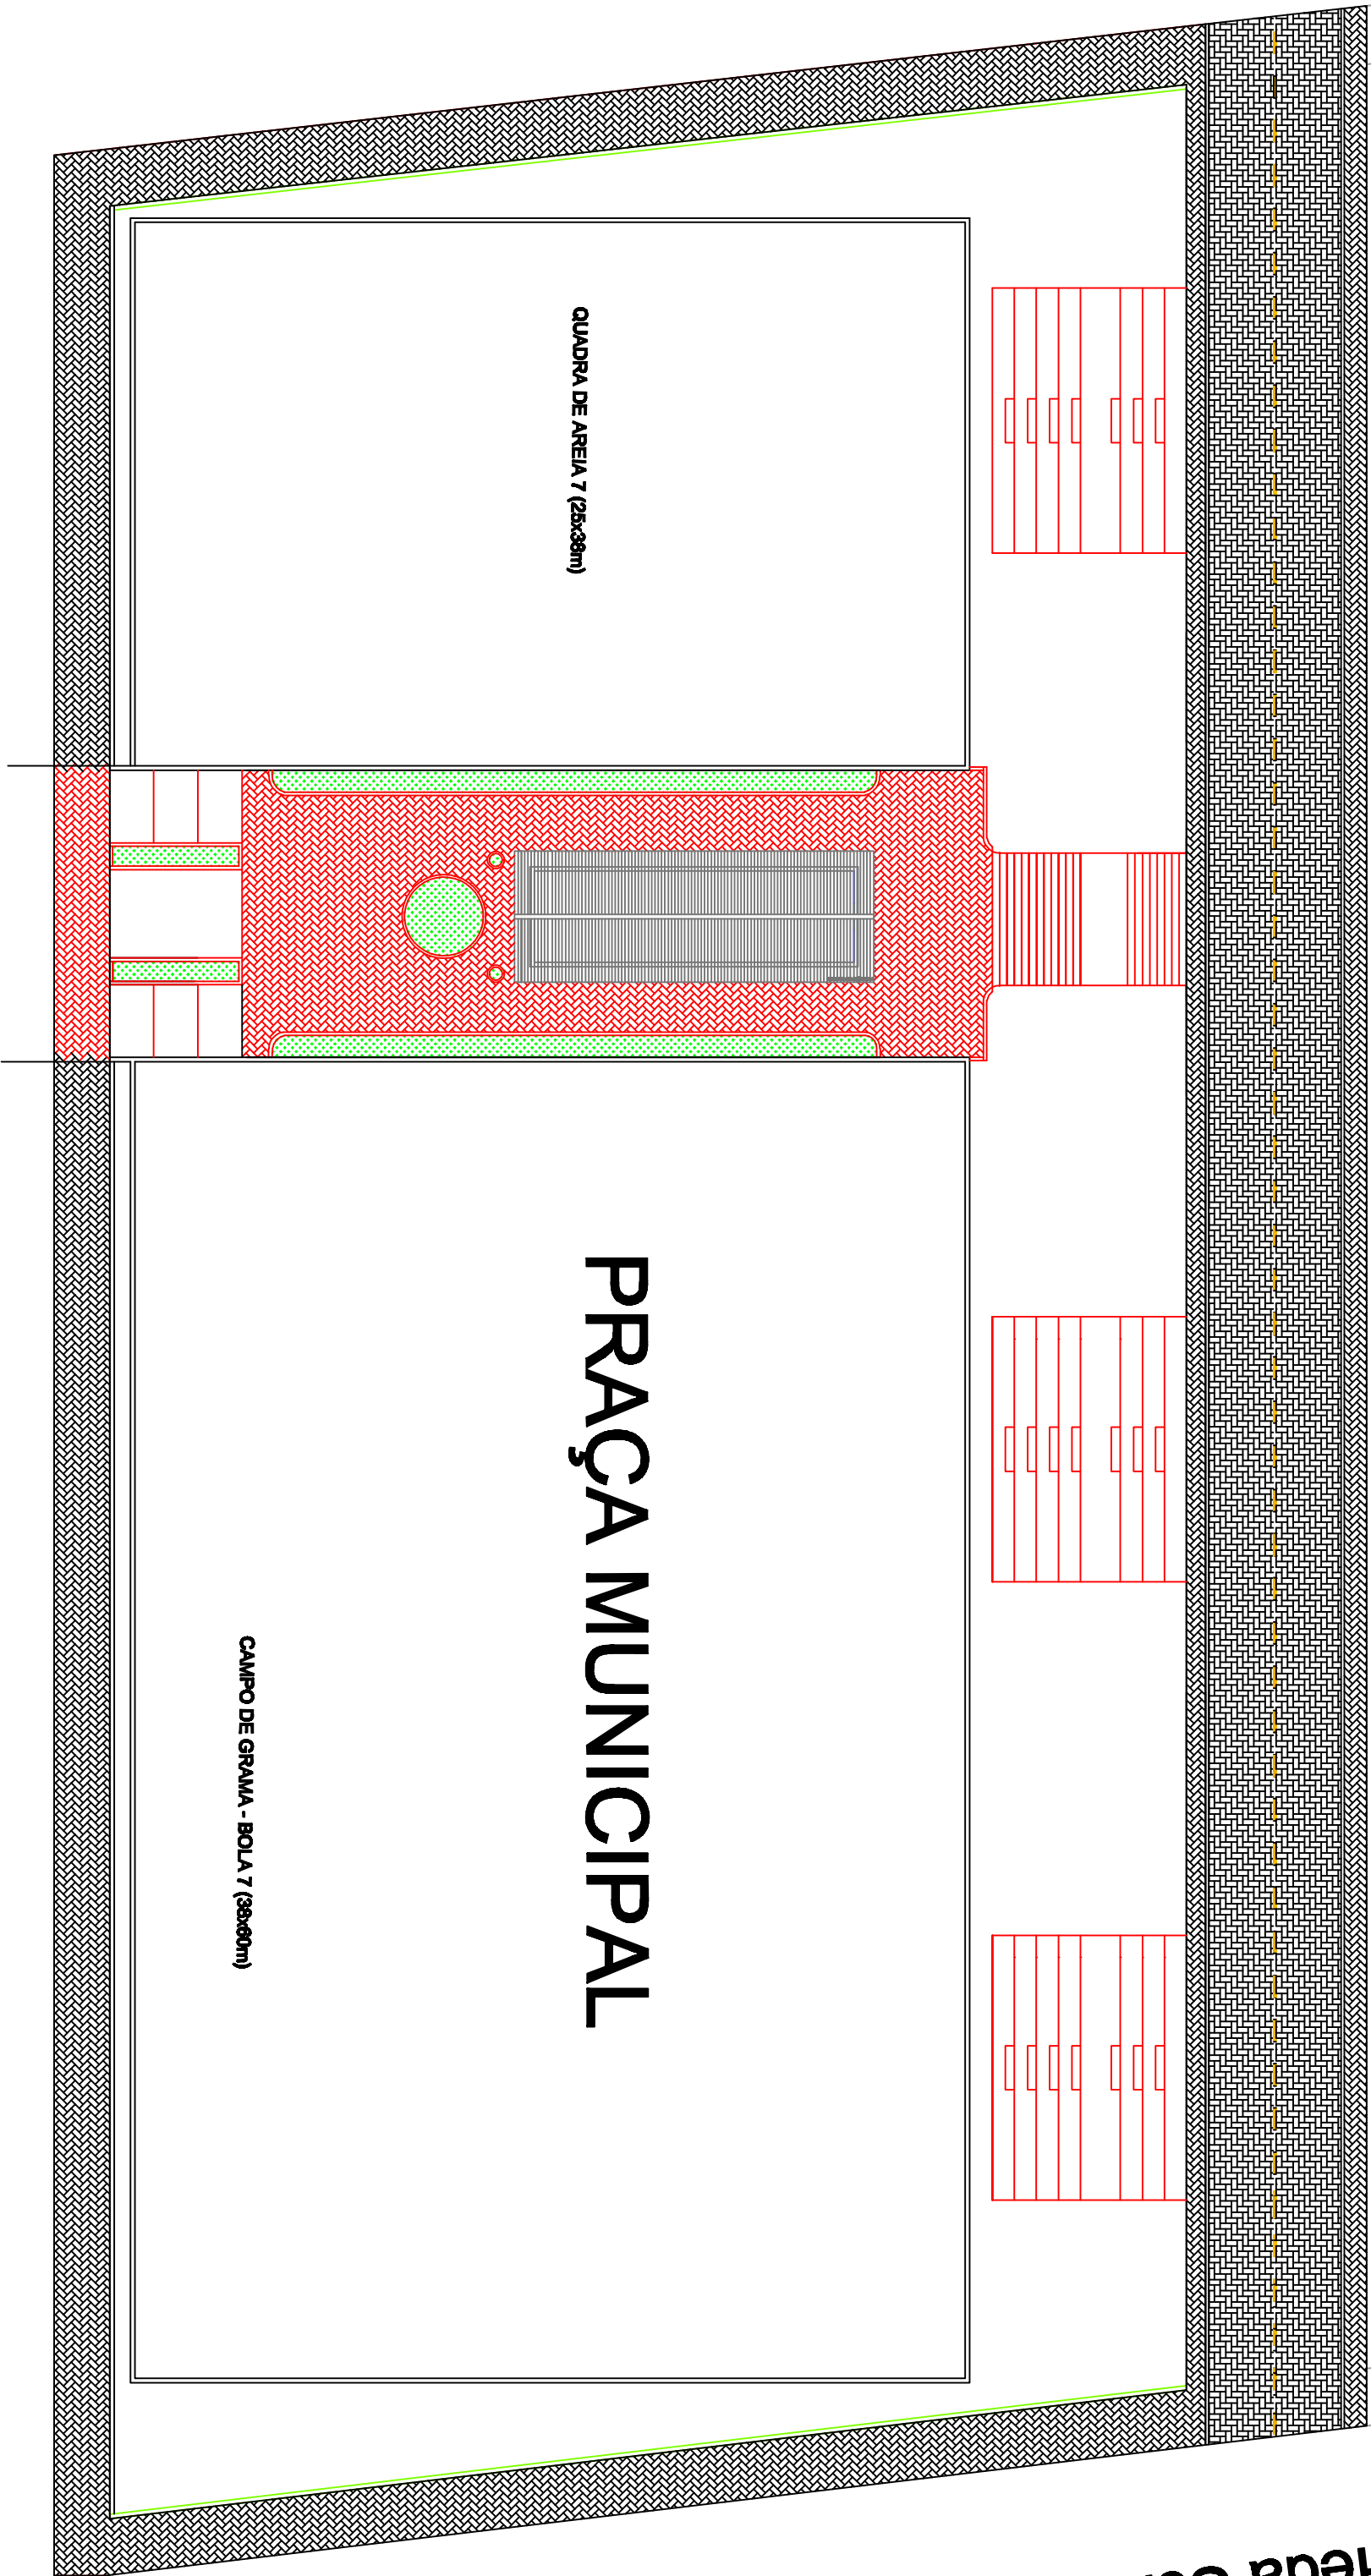 QUADRA DE AREIA 7 (25x38m)
PRAÇA MUNICIPAL
CAMPO DE GRAMA - BOLA 7 (38x60m)